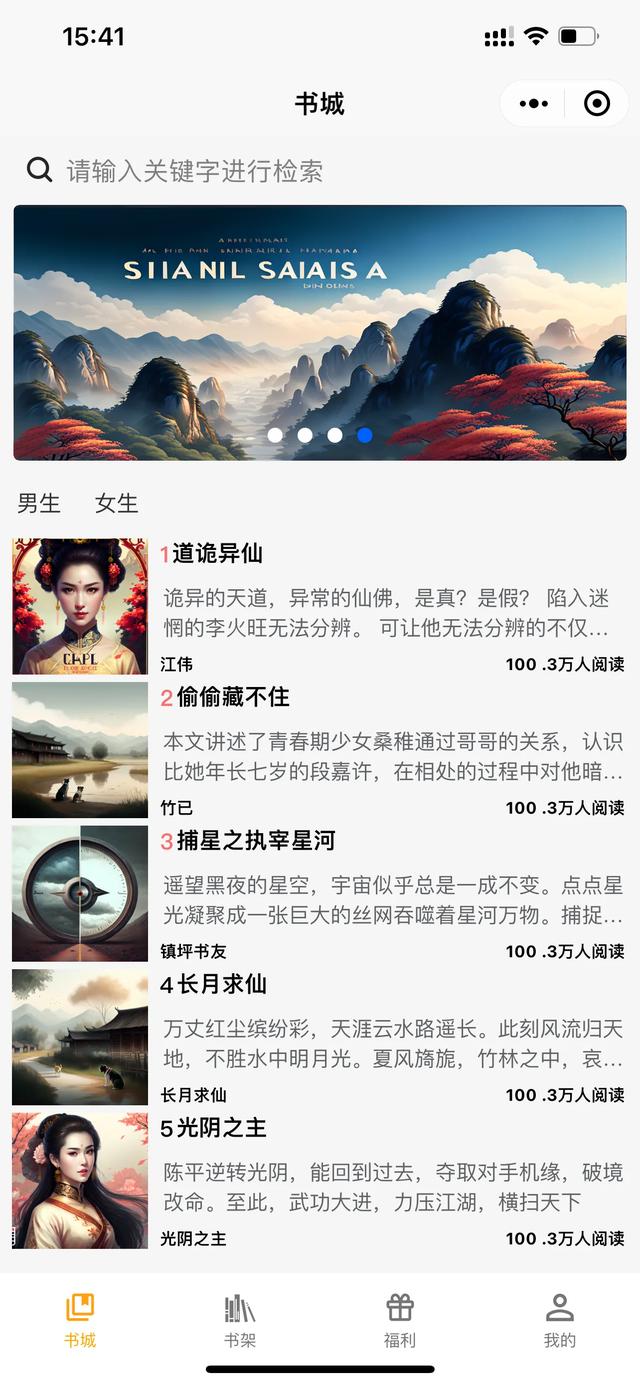 15:41
书城
请输入关键字进行检索
SIIANIL SAIAISA
男生 女生
1道诡异仙
诡异的天道，异常的仙佛，是真？是假？ 陷入迷
惘的李火旺无法分辨。 可让他无法分辨的不仅...
江伟 100 .3万人阅读
2偷偷藏不住
本文讲述了青春期少女桑稚通过哥哥的关系，认识
比她年长七岁的段嘉许，在相处的过程中对他暗...
竹已 100 .3万人阅读
3捕星之执宰星河
遥望黑夜的星空，宇宙似乎总是一成不变。点点星
光凝聚成一张巨大的丝网吞噬着星河万物。捕捉...
镇坪书友 100 .3万人阅读
4长月求仙
万丈红尘缤纷彩，天涯云水路遥长。此刻风流归天
地，不胜水中明月光。夏风旖旎，竹林之中，哀...
长月求仙 100 .3万人阅读
5光阴之主
陈平逆转光阴，能回到过去，夺取对手机缘，破境
改命。至此，武功大进，力压江湖，横扫天下
光阴之主 100 .3万人阅读
书城 书架 福利 我的